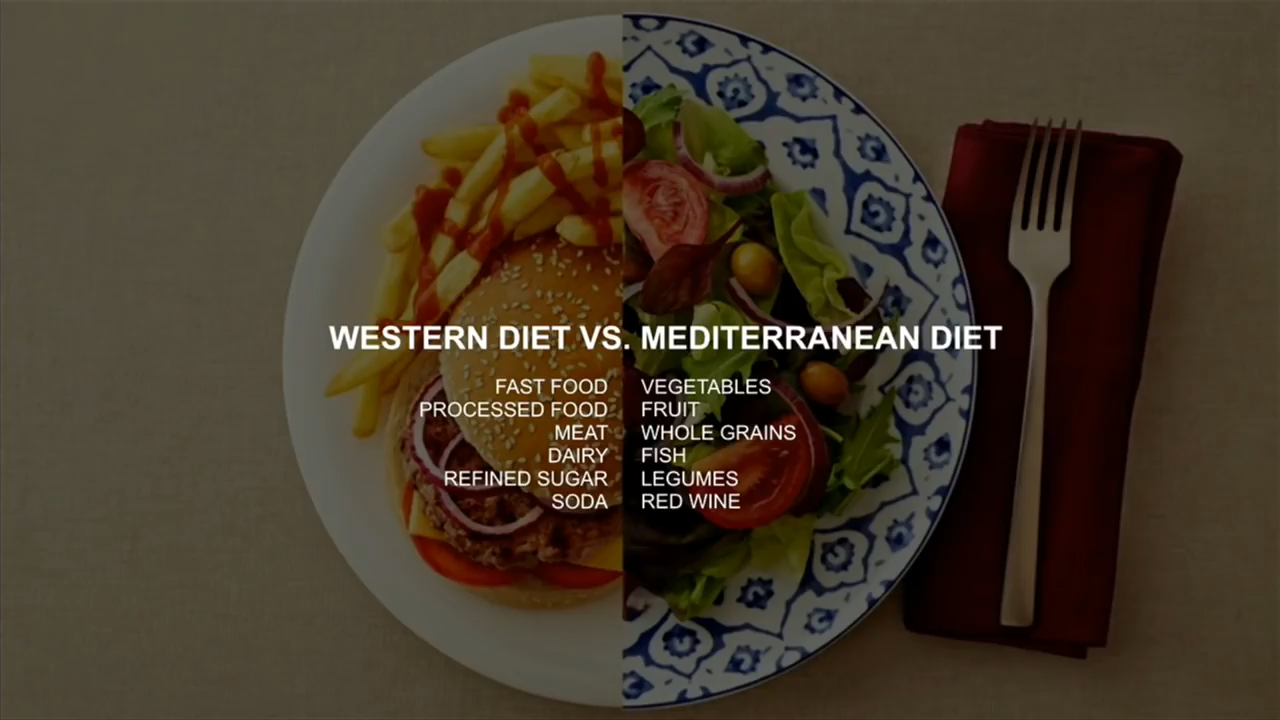 WESTERN DIET VS. MEDITERRANEAN DIET
FAST FOOD VEGETABLES
PROCESSED FOOD FRUIT
MEAT WHOLE GRAINS
DAIRY FISH
REFINED SUGAR LEGUMES
SODA RED WINE